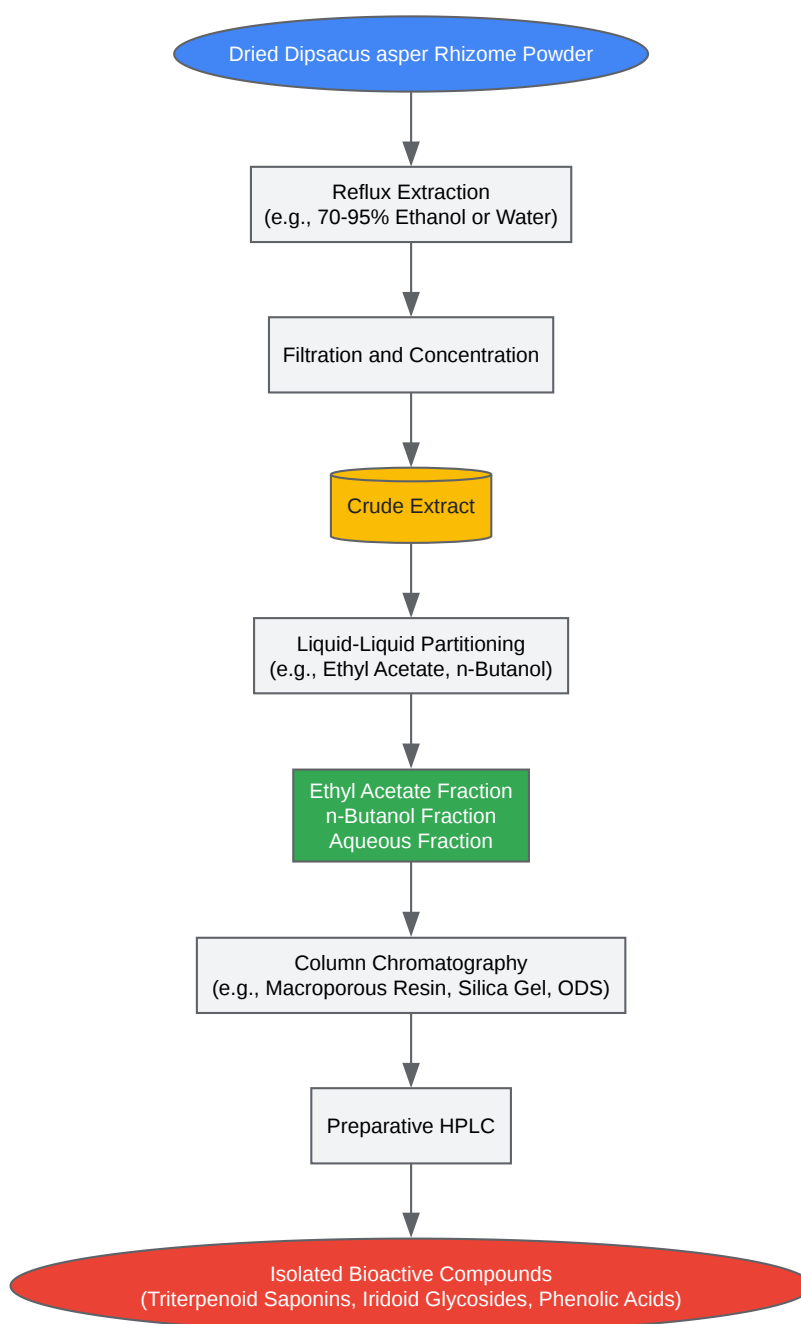 Dried Dipsacus asper Rhizome Powder
Reflux Extraction
(e.g., 70-95% Ethanol or Water)
Filtration and Concentration
Crude Extract
Liquid-Liquid Partitioning
(e.g., Ethyl Acetate, n-Butanol)
Ethyl Acetate Fraction
n-Butanol Fraction
Aqueous Fraction
Column Chromatography
(e.g., Macroporous Resin, Silica Gel, ODS)
Preparative HPLC
Isolated Bioactive Compounds
(Triterpenoid Saponins, Iridoid Glycosides, Phenolic Acids)